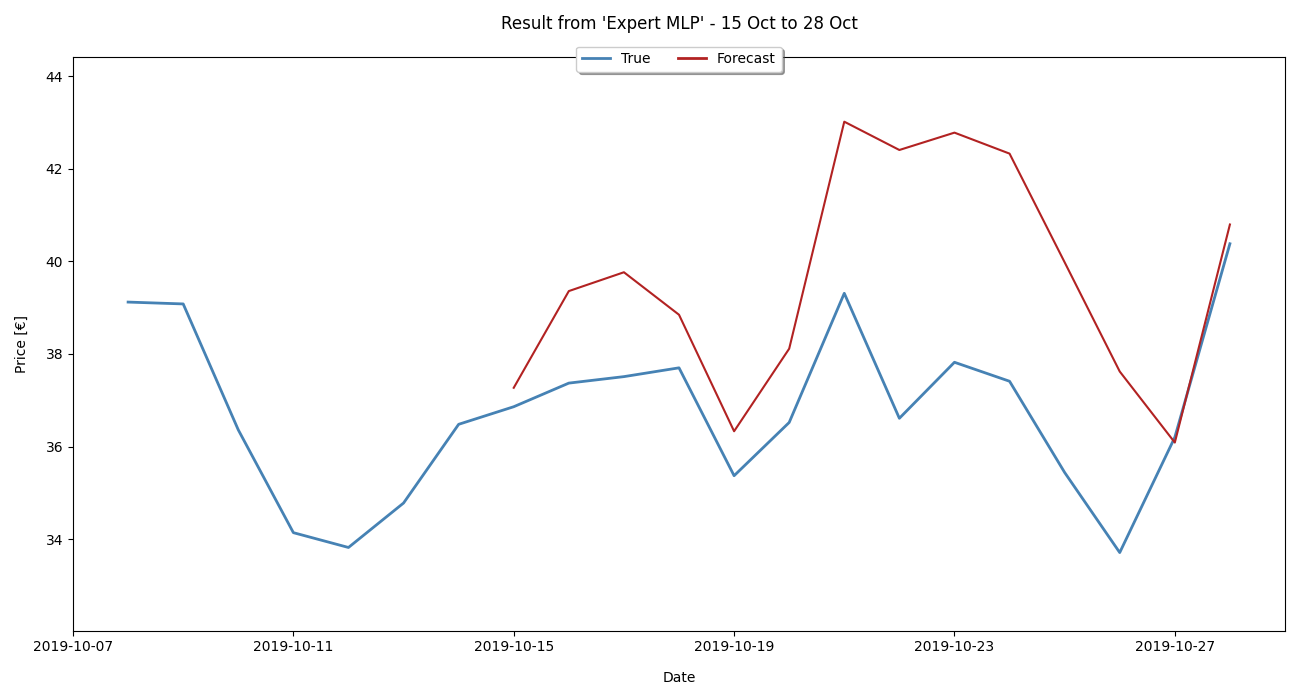 Result from 'Expert MLP' - 15 Oct to 28 Oct
True Forecast
44
42
40
38
36
34
Price [€]
2019-10-07 2019-10-11 2019-10-15 2019-10-19 2019-10-23 2019-10-27
Date